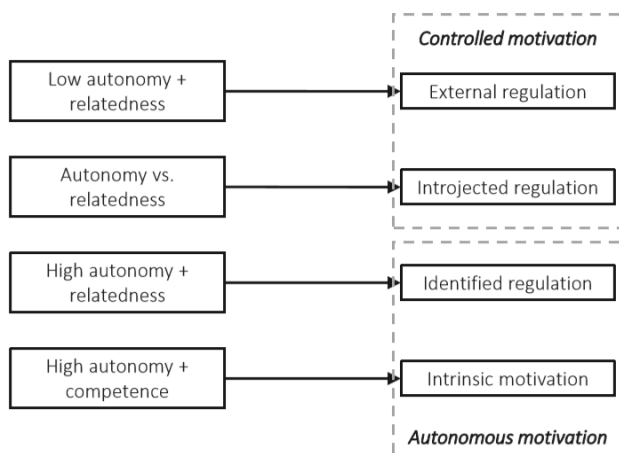 Controlled motivation
Low autonomy +
relatedness
External regulation
Autonomy vs.
relatedness
Introjected regulation
High autonomy +
relatedness
Identified regulation
High autonomy +
competence
Intrinsic motivation
Autonomous motivation